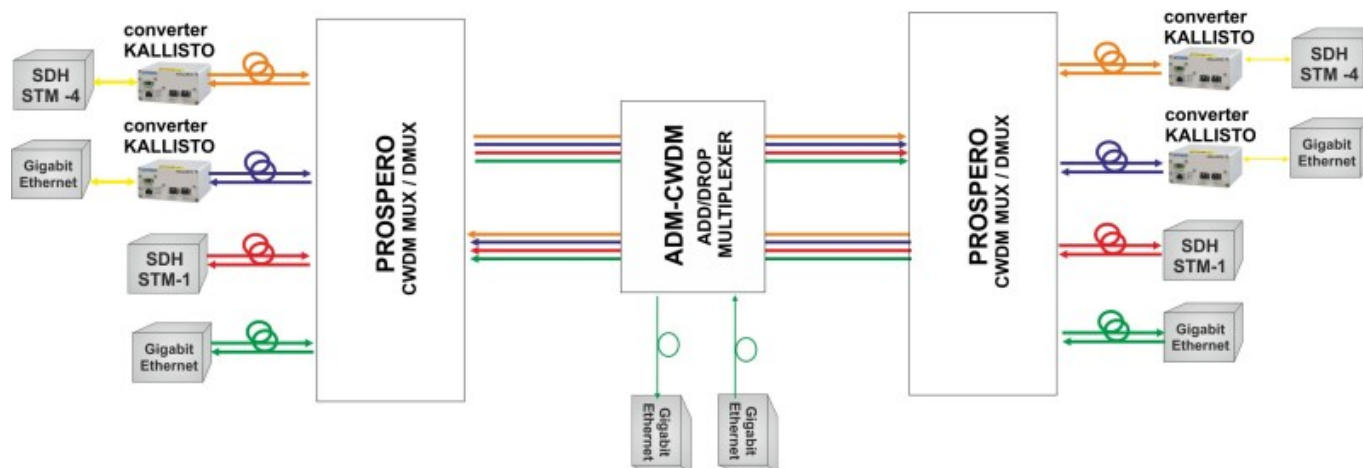 converter
KALLISTO
SDH
STM -4
converter
KALLISTO
Gigabit
Ethernet
SDH
STM-1
Gigabit
Ethernet
PROSPERO
CWDM MUX / DMUX
ADM-CWDM
ADD/DROP
MULTIPLEXER
Gigabit
Ethernet
Gigabit
Ethernet
PROSPERO
CWDM MUX / DMUX
converter
KALLISTO
SDH
STM -4
converter
KALLISTO
Gigabit
Ethernet
SDH
STM-1
Gigabit
Ethernet